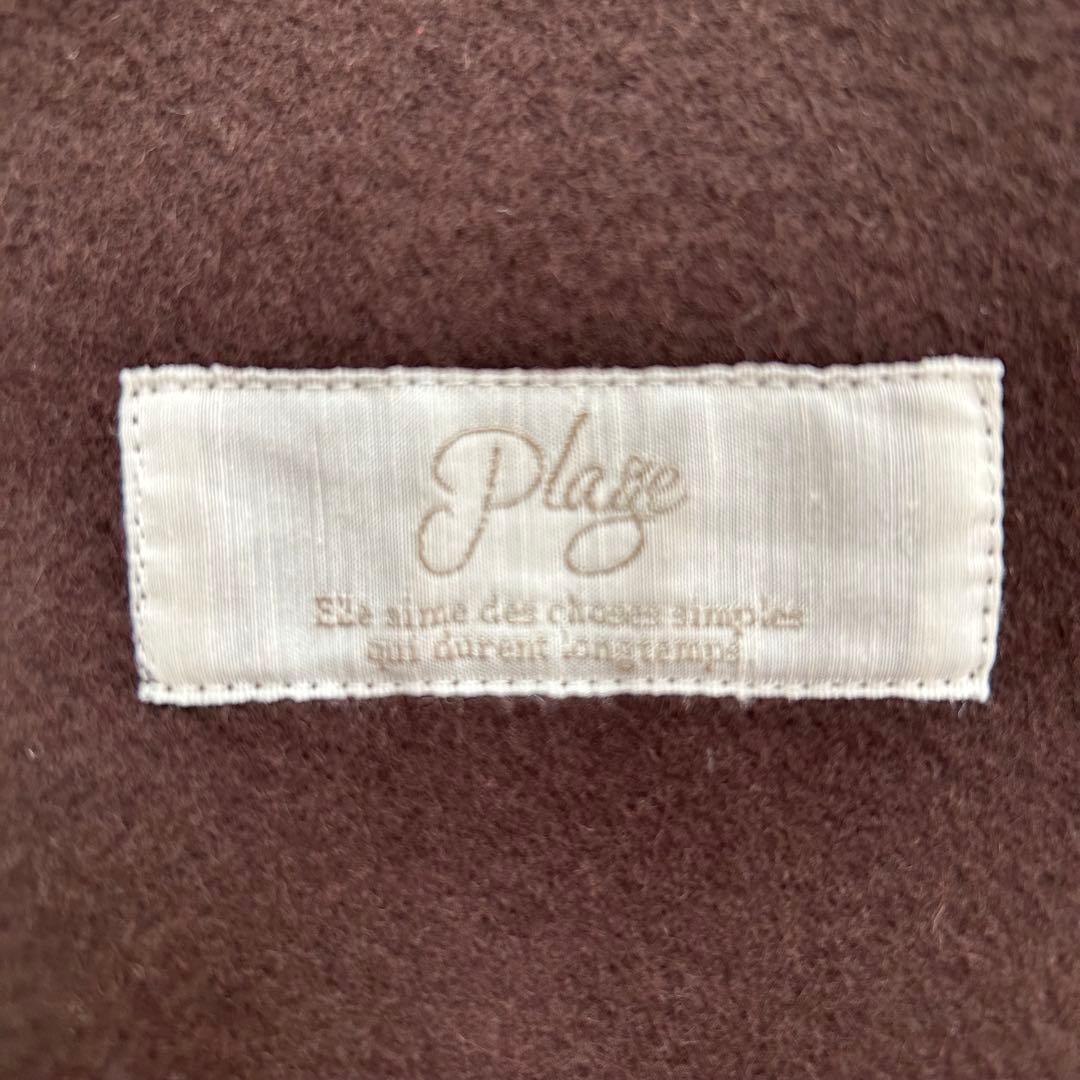 Plage
Elle aime des choses simples
qui durent longtemps